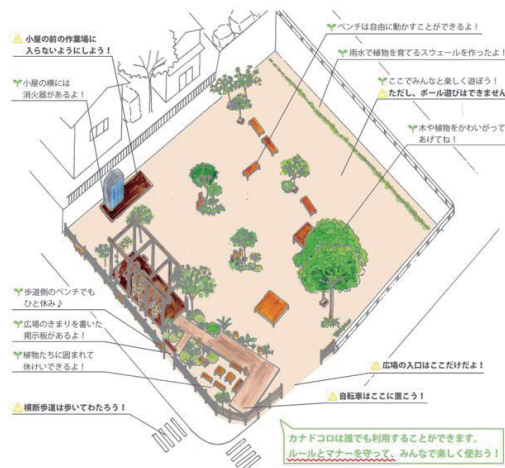 小屋の前の作業場に
入らないようにしよう！
小屋の横には
消火器があるよ！
ベンチは自由に動かすことができるよ！
雨水で植物を育てるスウェールを作ったよ！
ここでみんなと楽しく遊ぼう！
ただし、ボール遊びはできません
木や植物をかわいがって
あげてね！
歩道側のベンチでも
ひと休み♪
広場のきまりを書いた
掲示板があるよ！
植物たちに囲まれて
休けいできるよ！
横断歩道は歩いてわたろう！
広場の入口はここだけだよ！
自転車はここに置こう！
カナドコロは誰でも利用することができます。
ルールとマナーを守って、みんなで楽しく使おう！